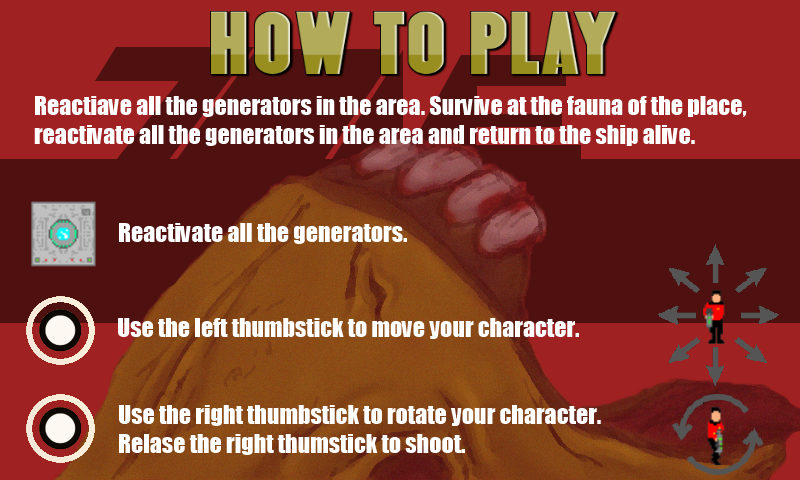 HOW TO PLAY
Reactiave all the generators in the area. Survive at the fauna of the place,
reactivate all the generators in the area and return to the ship alive.
Reactivate all the generators.
Use the left thumbstick to move your character.
Use the right thumbstick to rotate your character.
Relase the right thumstick to shoot.